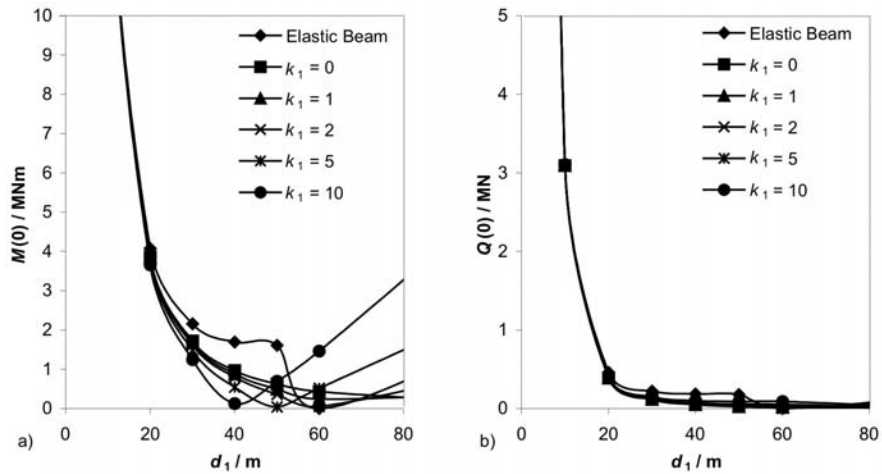 10
9
8
7
6
5
4
3
2
1
0
M(0) / MNm
Elastic Beam
k₁ = 0
k₁ = 1
k₁ = 2
k₁ = 5
k₁ = 10
0 20 40 60 80
a)
d₁ / m
5
4
3
2
1
0
Q(0) / MN
Elastic Beam
k₁ = 0
k₁ = 1
k₁ = 2
k₁ = 5
k₁ = 10
0 20 40 60 80
b)
d₁ / m